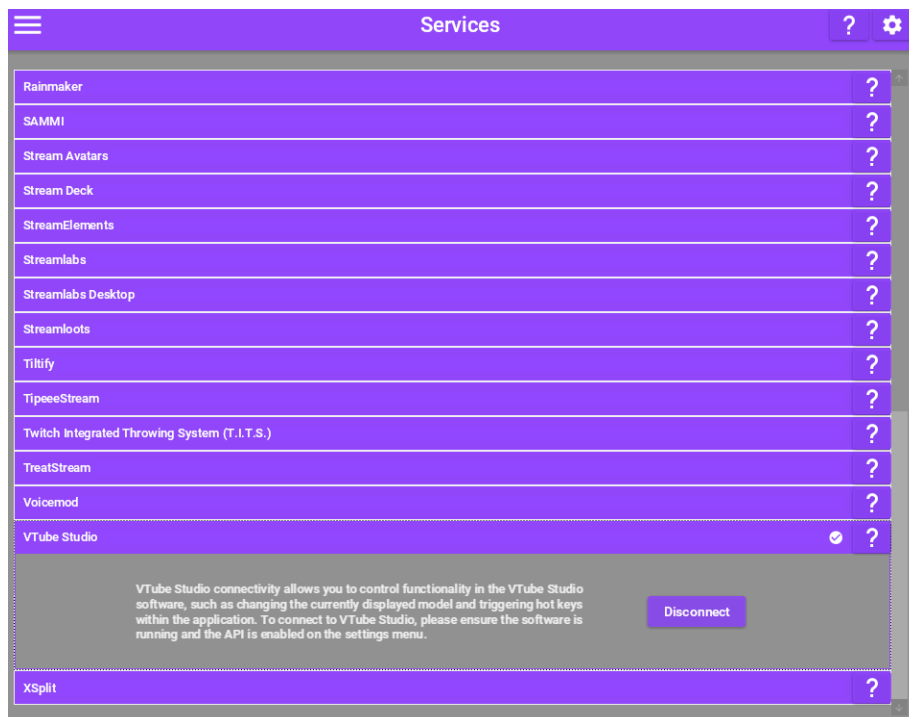 Services
?
Rainmaker
?
SAMMI
?
Stream Avatars
?
Stream Deck
?
StreamElements
?
Streamlabs
?
Streamlabs Desktop
?
Streamloots
?
Tiltify
?
TipeeeStream
?
Twitch Integrated Throwing System (T.I.T.S.)
?
TreatStream
?
Voicemod
?
VTube Studio
?
VTube Studio connectivity allows you to control functionality in the VTube Studio
software, such as changing the currently displayed model and triggering hot keys
within the application. To connect to VTube Studio, please ensure the software is
running and the API is enabled on the settings menu.
Disconnect
XSplit
?